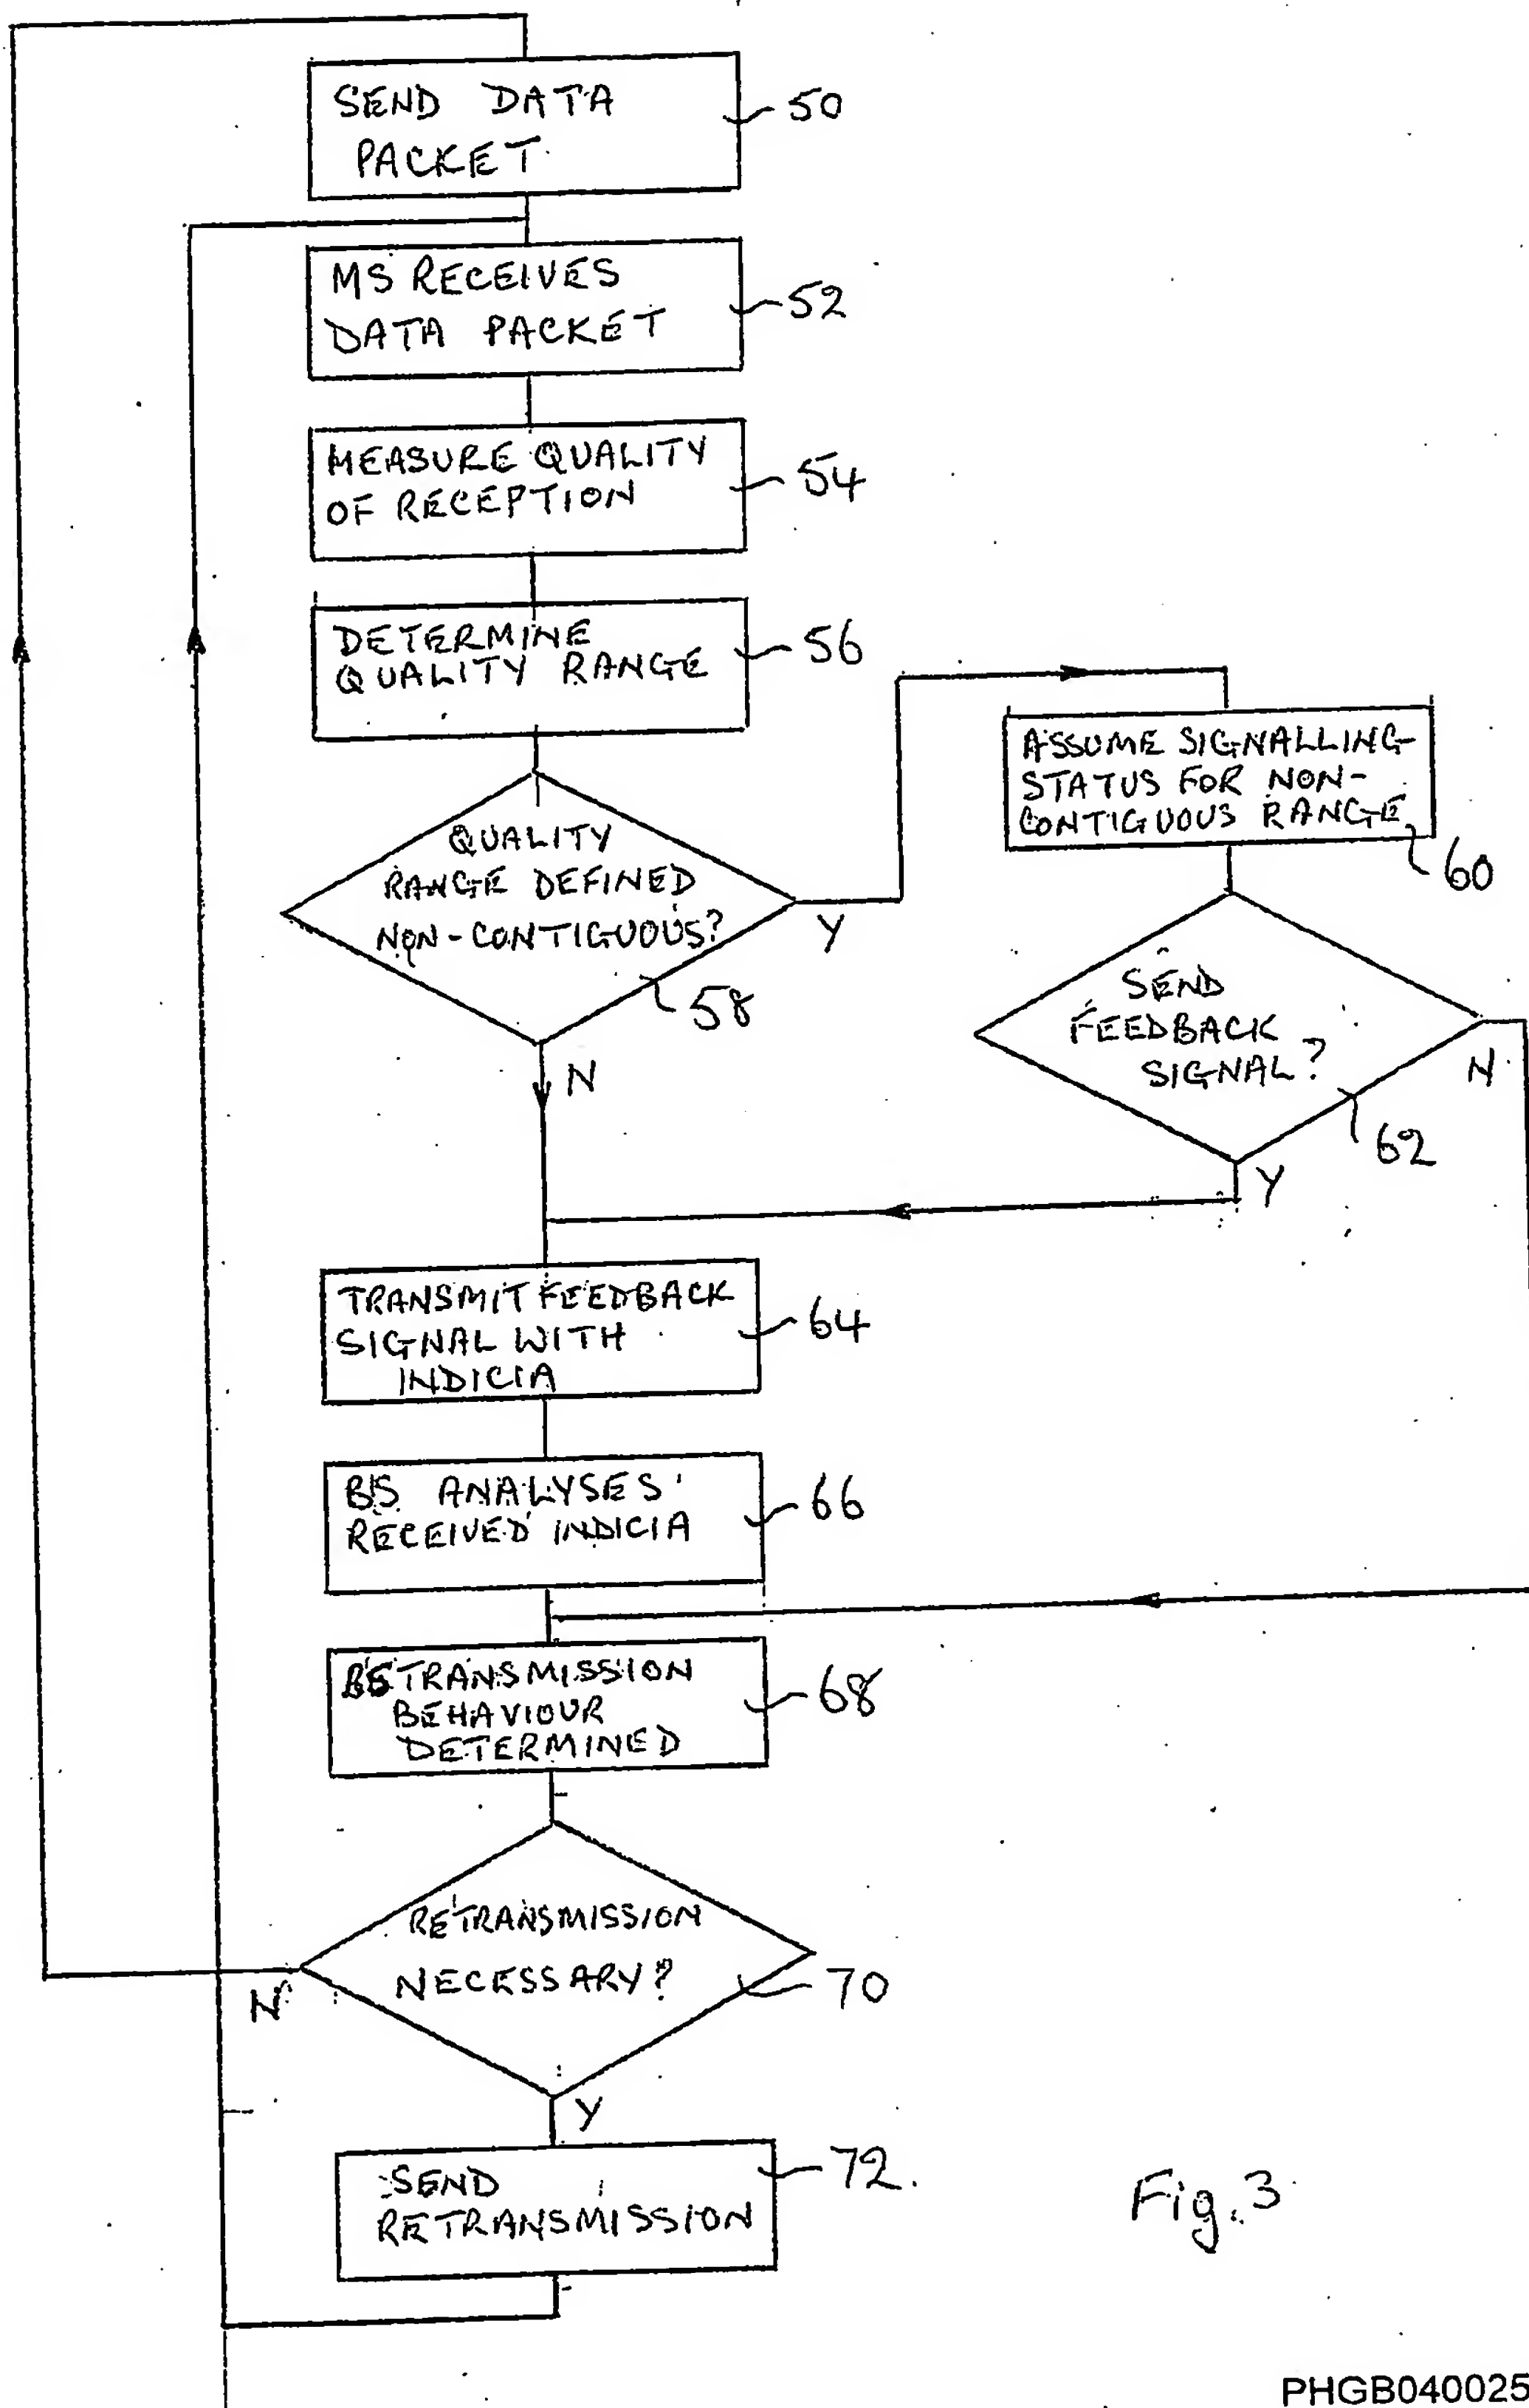 SEND DATA
PACKET
50
MS RECEIVES
DATA PACKET
52
MEASURE QUALITY
OF RECEPTION
54
DETERMINE
QUALITY RANGE
56
QUALITY
RANGE DEFINED
NON-CONTIGUOUS?
Y
58
N
ASSUME SIGNALLING
STATUS FOR NON-
CONTIGUOUS RANGE
60
SEND
FEEDBACK
SIGNAL?
N
62
Y
TRANSMIT FEEDBACK
SIGNAL WITH
INDICIA
64
BS ANALYSES
RECEIVED INDICIA
66
BS TRANSMISSION
BEHAVIOUR
DETERMINED
68
RETRANSMISSION
NECESSARY?
70
N
Y
SEND
RETRANSMISSION
72.
Fig. 3
PHGB040025